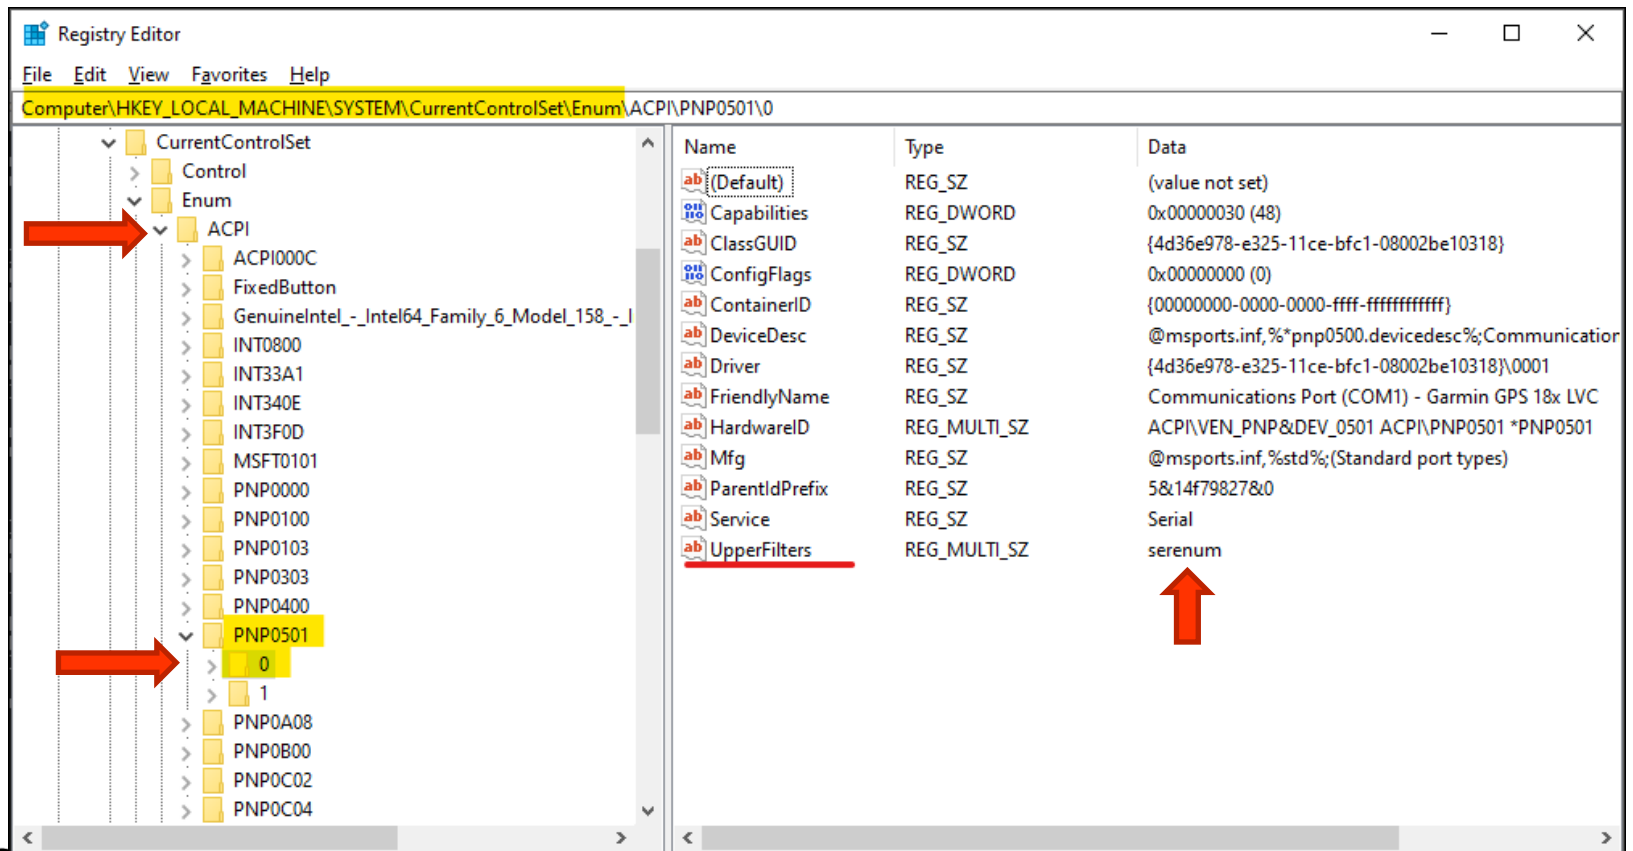 Registry Editor
File Edit View Favorites Help
Computer\HKEY_LOCAL_MACHINE\SYSTEM\CurrentControlSet\Enum\ACPI\PNP0501\0
CurrentControlSet
Control
Enum
ACPI
ACPI000C
FixedButton
GenuineIntel_-_Intel64_Family_6_Model_158_-_I
INT0800
INT33A1
INT340E
INT3F0D
MSFT0101
PNP0000
PNP0100
PNP0103
PNP0303
PNP0400
PNP0501
0
1
PNP0A08
PNP0B00
PNP0C02
PNP0C04
Name Type Data
(Default) REG_SZ (value not set)
Capabilities REG_DWORD 0x00000030 (48)
ClassGUID REG_SZ {4d36e978-e325-11ce-bfc1-08002be10318}
ConfigFlags REG_DWORD 0x00000000 (0)
ContainerID REG_SZ {00000000-0000-0000-ffff-ffffffffffff}
DeviceDesc REG_SZ @msports.inf,%*pnp0500.devicedesc%;Communication
Driver REG_SZ {4d36e978-e325-11ce-bfc1-08002be10318}\0001
FriendlyName REG_SZ Communications Port (COM1) - Garmin GPS 18x LVC
HardwareID REG_MULTI_SZ ACPI\VEN_PNP&DEV_0501 ACPI\PNP0501 *PNP0501
Mfg REG_SZ @msports.inf,%std%;(Standard port types)
ParentIdPrefix REG_SZ 5&14f79827&0
Service REG_SZ Serial
UpperFilters REG_MULTI_SZ serenum